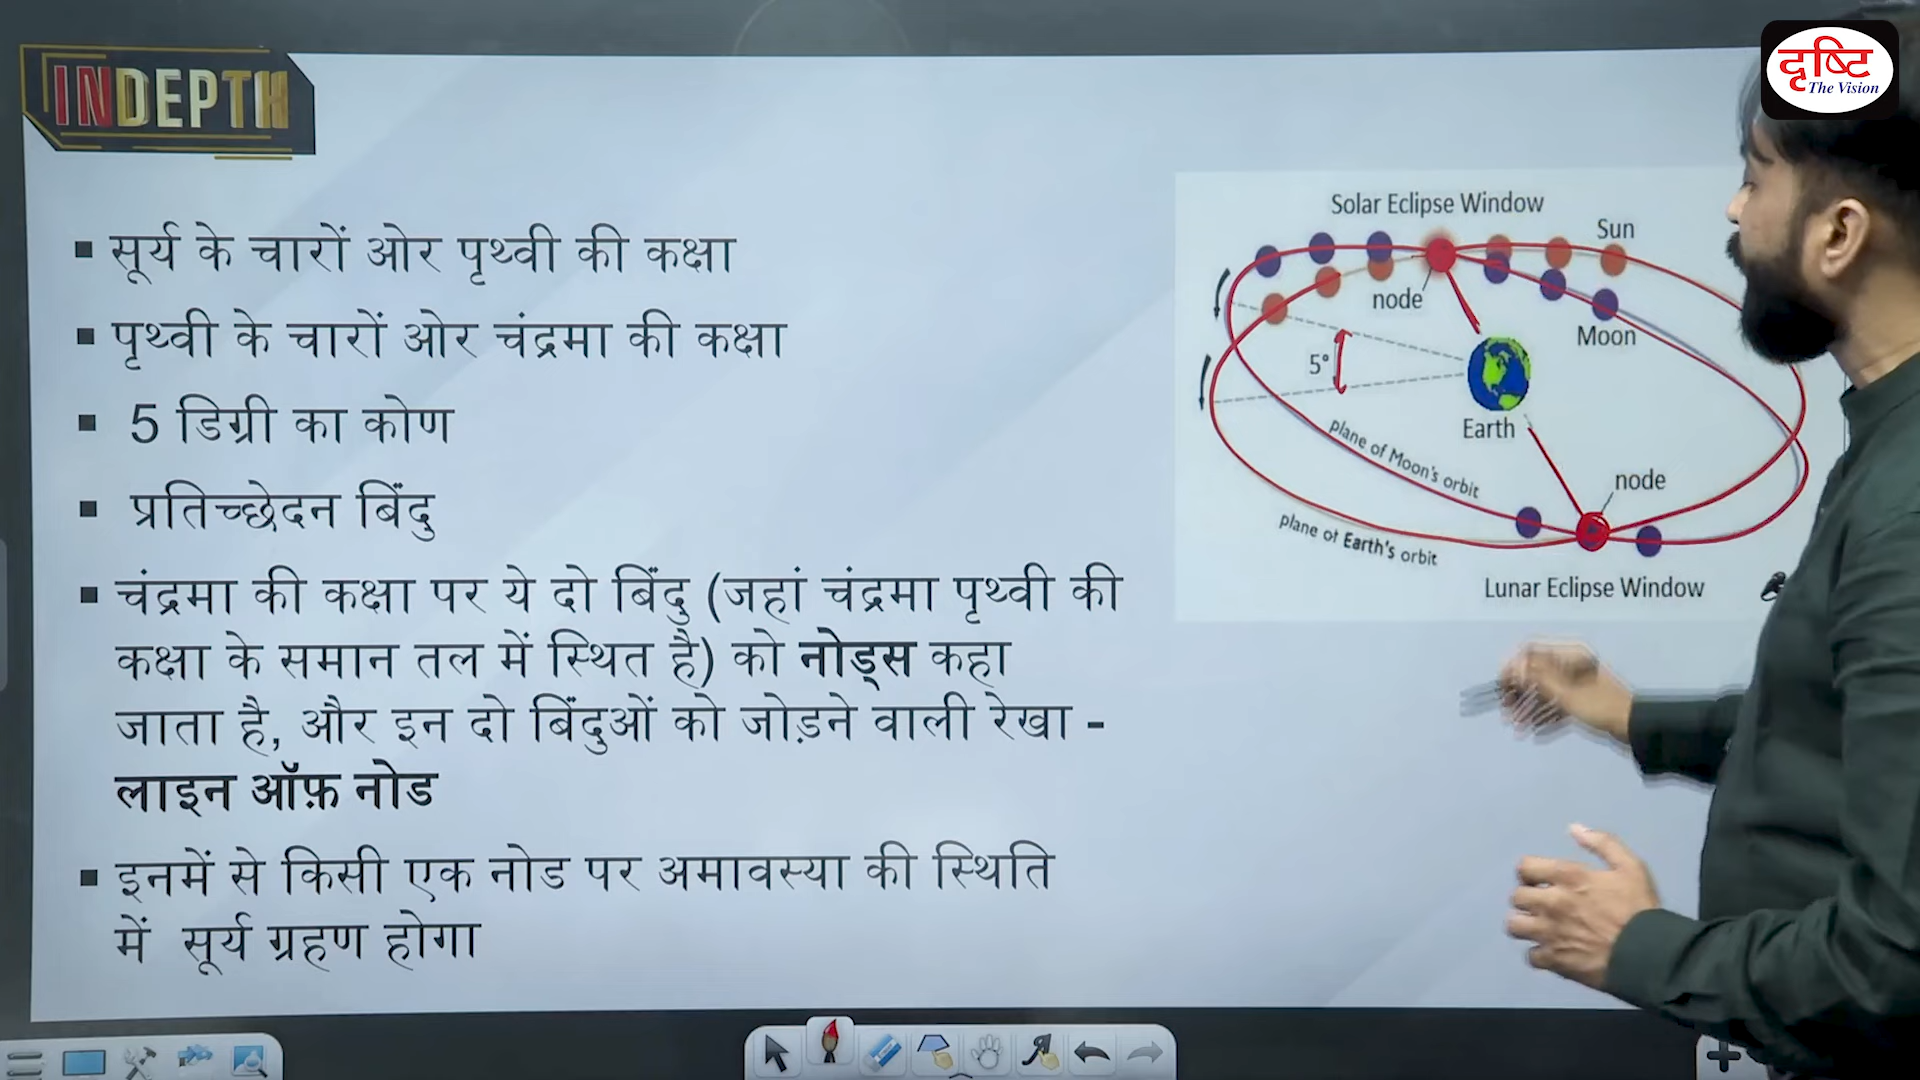 INDEPTH
दृष्टि
The Vision
▪ सूर्य के चारों ओर पृथ्वी की कक्षा
▪ पृथ्वी के चारों ओर चंद्रमा की कक्षा
▪ 5 डिग्री का कोण
▪ प्रतिच्छेदन बिंदु
▪ चंद्रमा की कक्षा पर ये दो बिंदु (जहां चंद्रमा पृथ्वी की
कक्षा के समान तल में स्थित है) को नोड्स कहा
जाता है, और इन दो बिंदुओं को जोड़ने वाली रेखा -
लाइन ऑफ़ नोड
▪ इनमें से किसी एक नोड पर अमावस्या की स्थिति
में सूर्य ग्रहण होगा
Solar Eclipse Window
Sun
node
Moon
5°
Earth
plane of Moon's orbit
node
plane of Earth's orbit
Lunar Eclipse Window